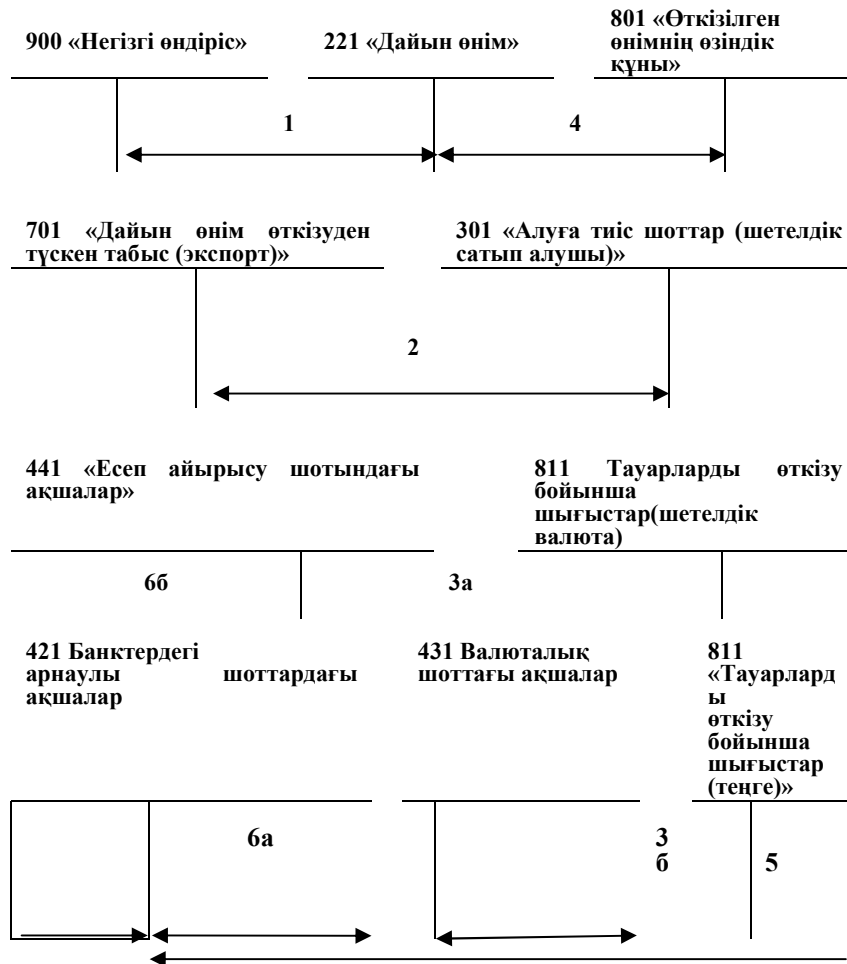 900 «Негізгі өндіріс»
221 «Дайын өнім»
801 «Өткізілген
өнімнің өзіндік
құны»
1
4
701 «Дайын өнім өткізуден
түскен табыс (экспорт)»
301 «Алуға тиіс шоттар (шетелдік
сатып алушы)»
2
441 «Есеп айырысу шотындағы
ақшалар»
811 Тауарларды өткізу
бойынша
шығыстар(шетелдік
валюта)
6б
3а
421 Банктердегі
арнаулы шоттардағы
ақшалар
431 Валюталық
шоттағы ақшалар
811
«Тауарлард
ы
өткізу
бойынша
шығыстар
(теңге)»
6а
3
б
5